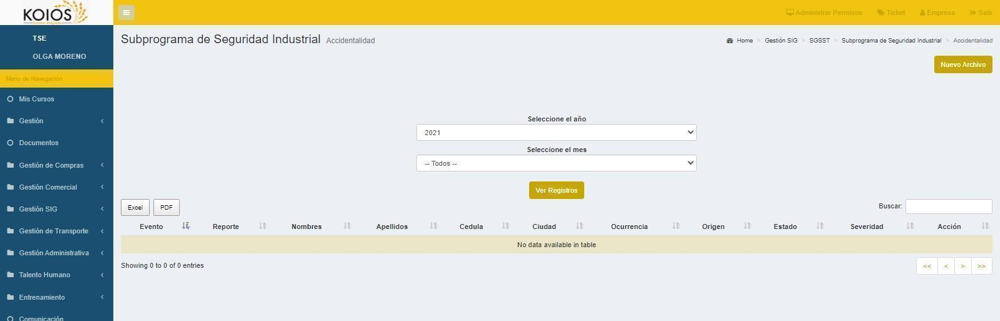 KOIOS
Administrar Permisos Ticket Empresa Salir
TSE
OLGA MORENO
Menu de Navegación
Mis Cursos
Gestión
Documentos
Gestión de Compras
Gestión Comercial
Gestión SIG
Gestión de Transporte
Gestión Administrativa
Talento Humano
Entrenamiento
Comunicación
Subprograma de Seguridad Industrial Accidentalidad
Home > Gestión SIG > SGSST > Subprograma de Seguridad Industrial > Accidentalidad
Nuevo Archivo
Seleccione el año
2021
Seleccione el mes
-- Todos --
Ver Registros
Excel PDF
Buscar:
Evento Reporte Nombres Apellidos Cedula Ciudad Ocurrencia Origen Estado Severidad Acción
No data available in table
Showing 0 to 0 of 0 entries
<< < > >>